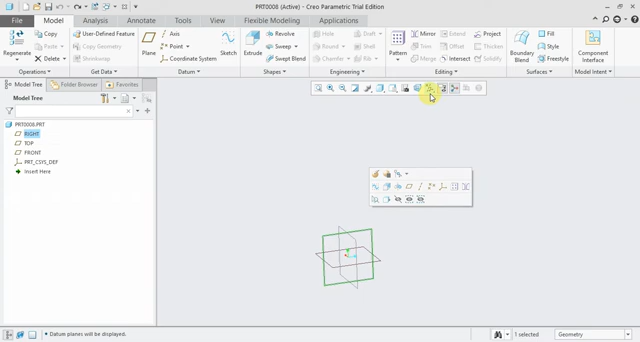 PRT0008 (Active) - Creo Parametric Trial Edition
File Model Analysis Annotate Tools View Flexible Modeling Applications
Regenerate Copy Paste Delete User-Defined Feature Copy Geometry Shrinkwrap Plane Axis Point Coordinate System Sketch Extrude Revolve Sweep Swept Blend Hole Round Chamfer Draft Shell Rib Pattern Mirror Trim Offset Extend Merge Intersect Project Thicken Solidify Boundary Blend Fill Style Freestyle Component Interface
Operations Get Data Datum Shapes Engineering Editing Surfaces Model Intent
Model Tree Folder Browser Favorites
Model Tree
PRT0008.PRT
RIGHT
TOP
FRONT
PRT_CSYS_DEF
Insert Here
Datum planes will be displayed. 1 selected Geometry